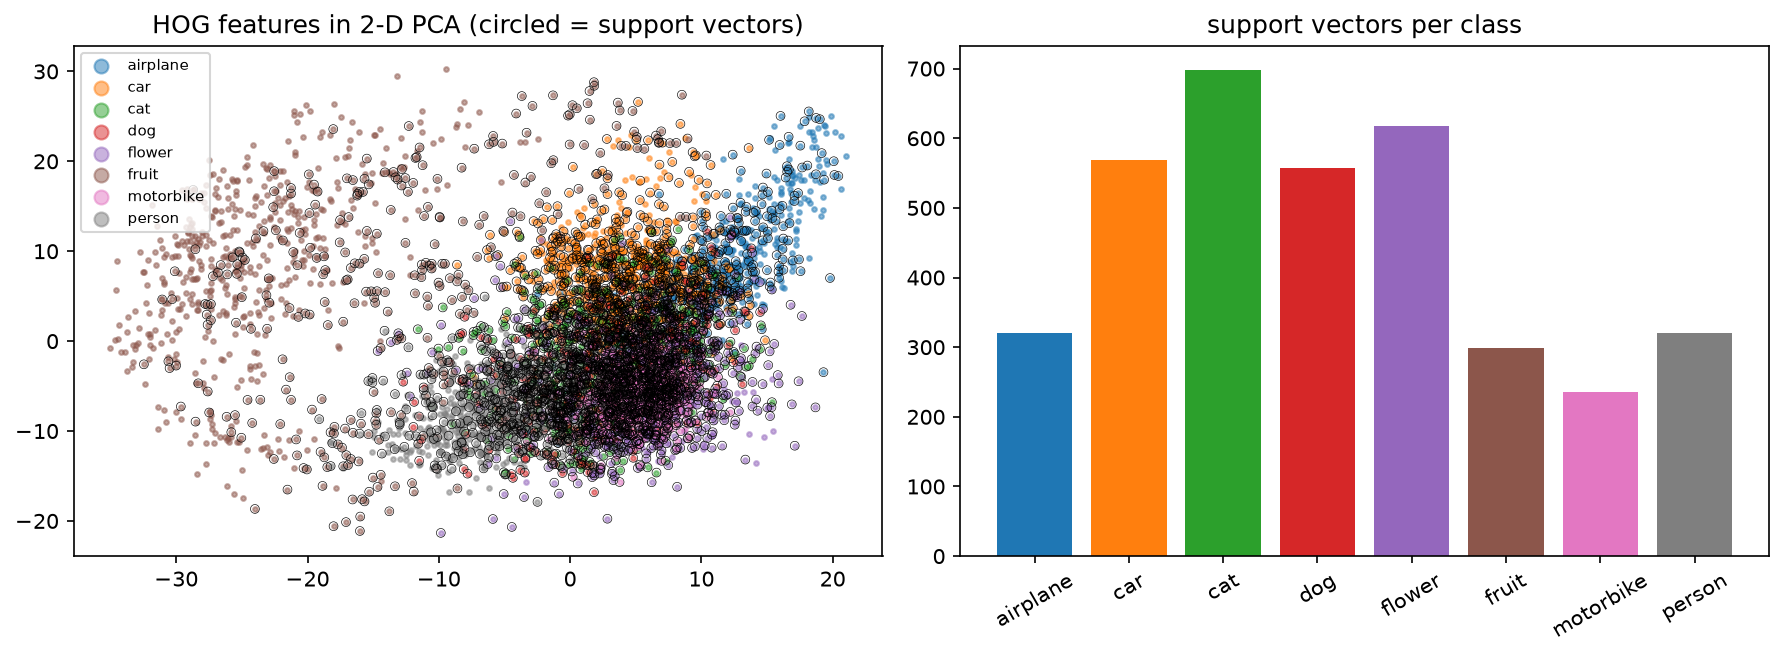 HOG features in 2-D PCA (circled = support vectors)
airplane
car
cat
dog
flower
fruit
motorbike
person
30
20
10
0
−10
−20
−30
−20
−10
0
10
20
support vectors per class
700
600
500
400
300
200
100
0
airplane
car
cat
dog
flower
fruit
motorbike
person